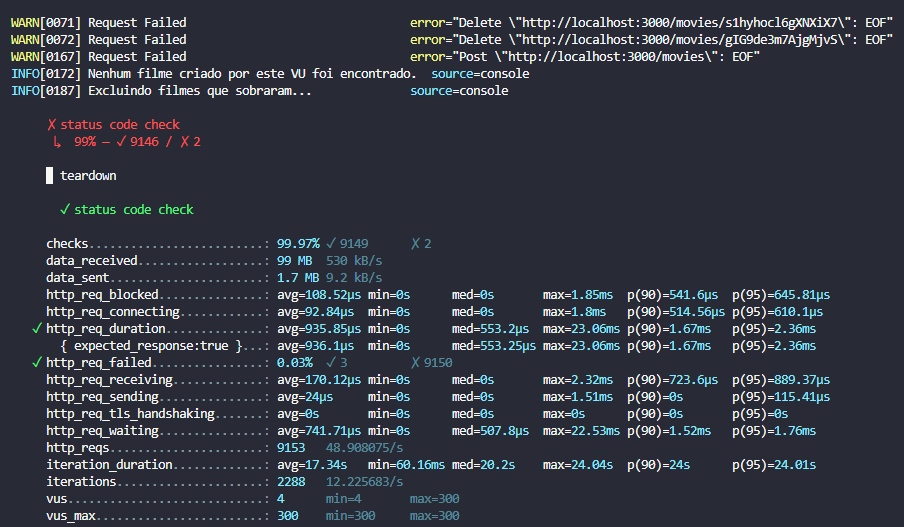 WARN[0071] Request Failed error="Delete \"http://localhost:3000/movies/s1hyhocl6gXNXiX7\": EOF"
WARN[0072] Request Failed error="Delete \"http://localhost:3000/movies/gIG9de3m7AjgMjvS\": EOF"
WARN[0167] Request Failed error="Post \"http://localhost:3000/movies\": EOF"
INFO[0172] Nenhum filme criado por este VU foi encontrado. source=console
INFO[0187] Excluindo filmes que sobraram... source=console
✗ status code check
↳ 99% — ✓ 9146 / ✗ 2
█ teardown
✓ status code check
checks.........................: 99.97% ✓ 9149 ✗ 2
data_received..................: 99 MB 530 kB/s
data_sent......................: 1.7 MB 9.2 kB/s
http_req_blocked...............: avg=108.52µs min=0s med=0s max=1.85ms p(90)=541.6µs p(95)=645.81µs
http_req_connecting............: avg=92.84µs min=0s med=0s max=1.8ms p(90)=514.56µs p(95)=610.1µs
✓ http_req_duration..............: avg=935.85µs min=0s med=553.2µs max=23.06ms p(90)=1.67ms p(95)=2.36ms
{ expected_response:true }...: avg=936.1µs min=0s med=553.25µs max=23.06ms p(90)=1.67ms p(95)=2.36ms
✓ http_req_failed................: 0.03% ✓ 3 ✗ 9150
http_req_receiving.............: avg=170.12µs min=0s med=0s max=2.32ms p(90)=723.6µs p(95)=889.37µs
http_req_sending...............: avg=24µs min=0s med=0s max=1.51ms p(90)=0s p(95)=115.41µs
http_req_tls_handshaking.......: avg=0s min=0s med=0s max=0s p(90)=0s p(95)=0s
http_req_waiting...............: avg=741.71µs min=0s med=507.8µs max=22.53ms p(90)=1.52ms p(95)=1.76ms
http_reqs......................: 9153 48.908075/s
iteration_duration.............: avg=17.34s min=60.16ms med=20.2s max=24.04s p(90)=24s p(95)=24.01s
iterations.....................: 2288 12.225683/s
vus............................: 4 min=4 max=300
vus_max........................: 300 min=300 max=300